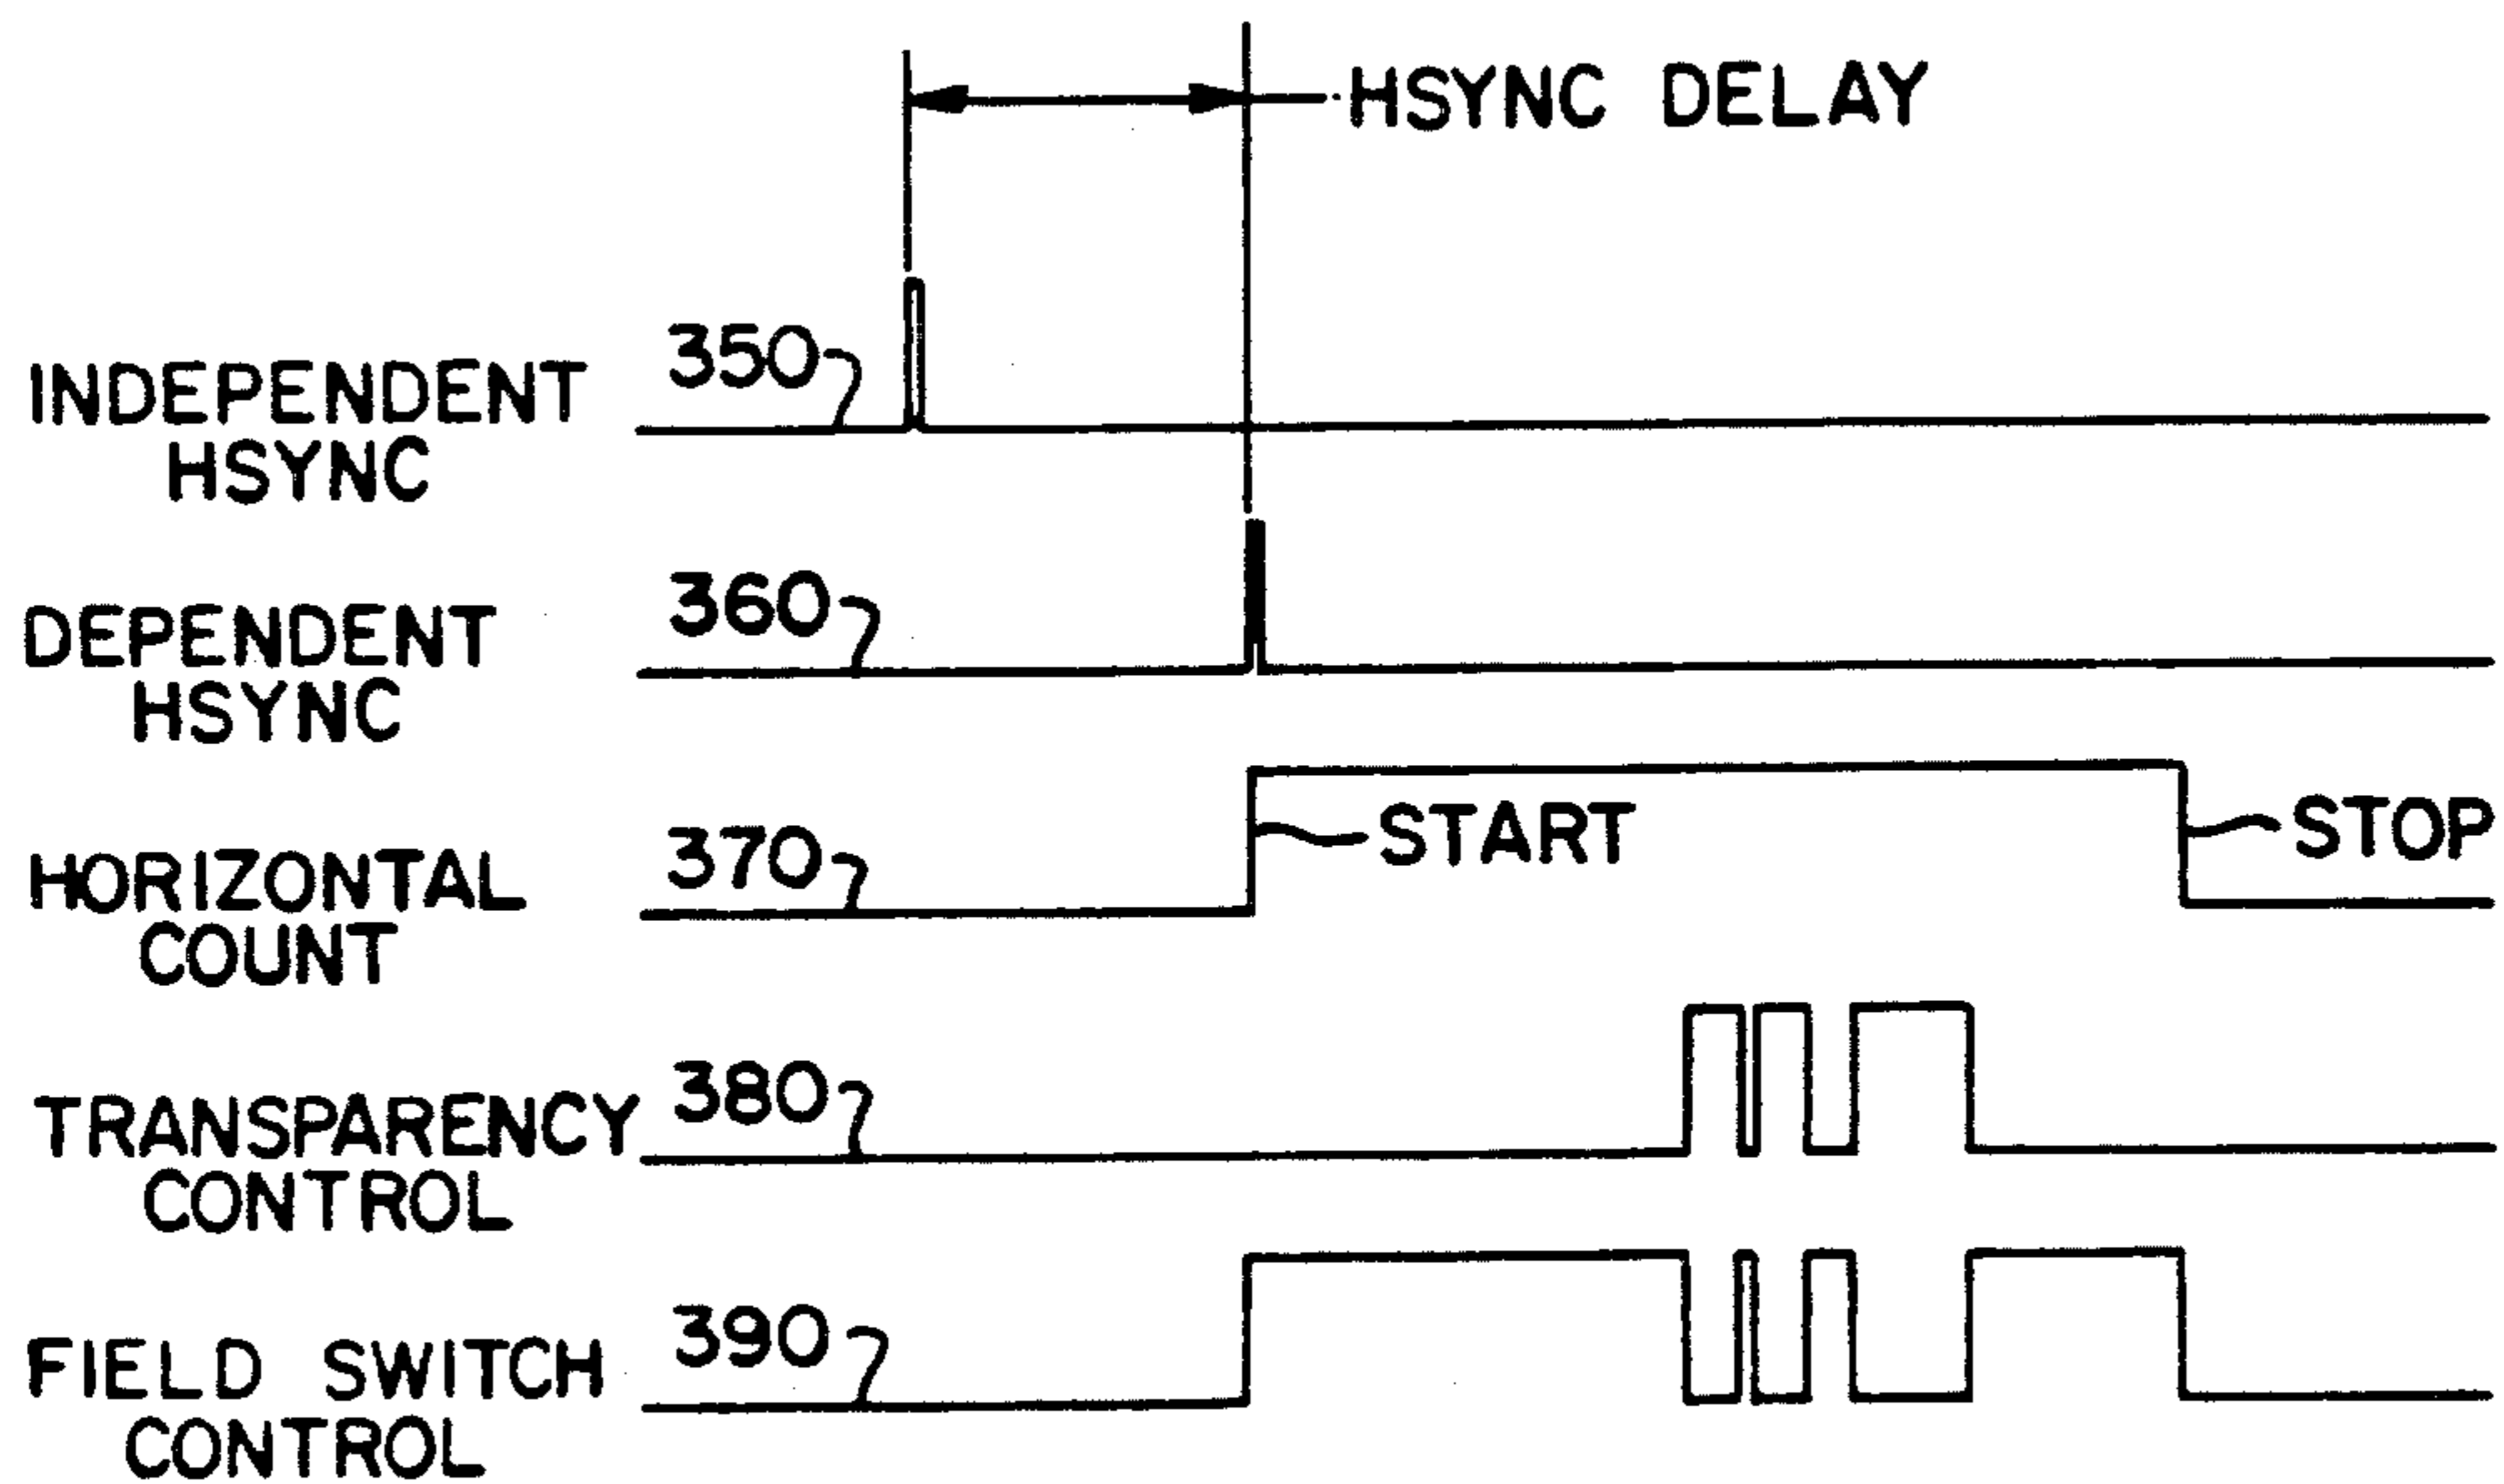 HSYNC DELAY
INDEPENDENT
HSYNC
350
DEPENDENT
HSYNC
360
HORIZONTAL
COUNT
370
START
STOP
TRANSPARENCY
CONTROL
380
FIELD SWITCH
CONTROL
390